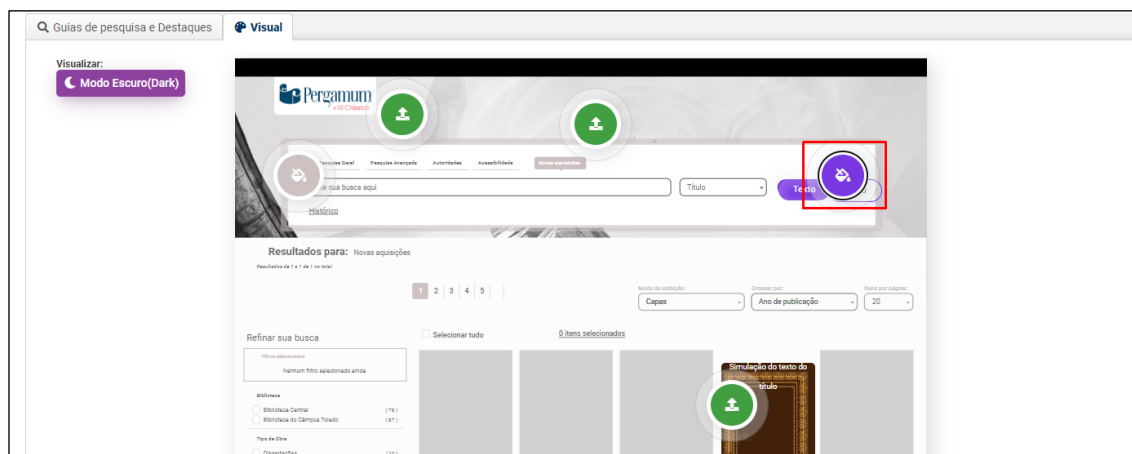 Guias de pesquisa e Destaques
Visual
Visualizar:
Modo Escuro(Dark)
Pergamum
Clássico
Pesquisa Geral
Pesquisa Avançada
Autoridades
Acessibilidade
Novas aquisições
sua busca aqui
Título
Texto
Histórico
Resultados para: Novas aquisições
Resultados de 1 a 1 de 1 no total.
1 2 3 4 5
Modo de exibição:
Ordenar por:
Itens por página:
Capas
Ano de publicação
20
Refinar sua busca
Selecionar tudo
0 itens selecionados
Filtros selecionados
Nenhum filtro selecionado ainda
Simulação do texto do
título
Biblioteca
Biblioteca Central (79)
Biblioteca do Câmpus Toledo (87)
Tipo de Obra
Dissertações